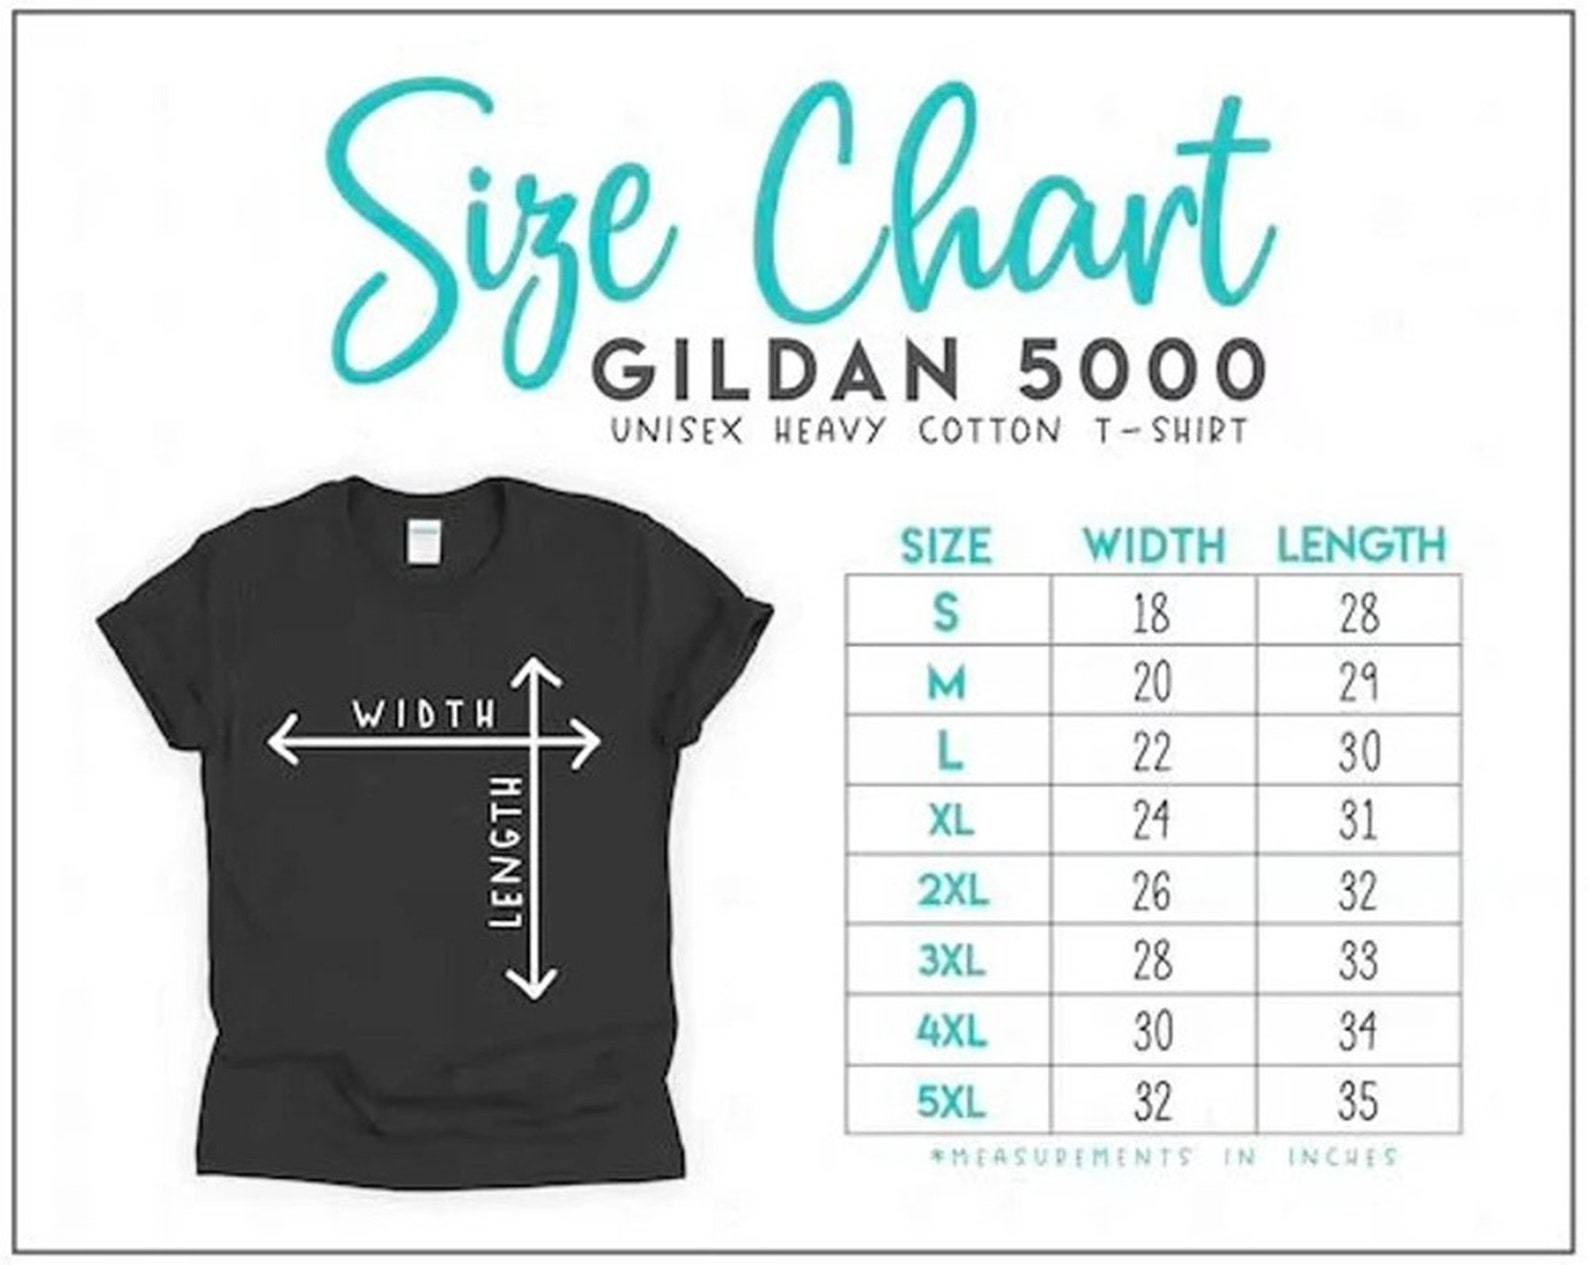 Size Chart
GILDAN 5000
UNISEX HEAVY COTTON T-SHIRT
WIDTH
LENGTH
SIZE WIDTH LENGTH
S 18 28
M 20 29
L 22 30
XL 24 31
2XL 26 32
3XL 28 33
4XL 30 34
5XL 32 35
*MEASUREMENTS IN INCHES